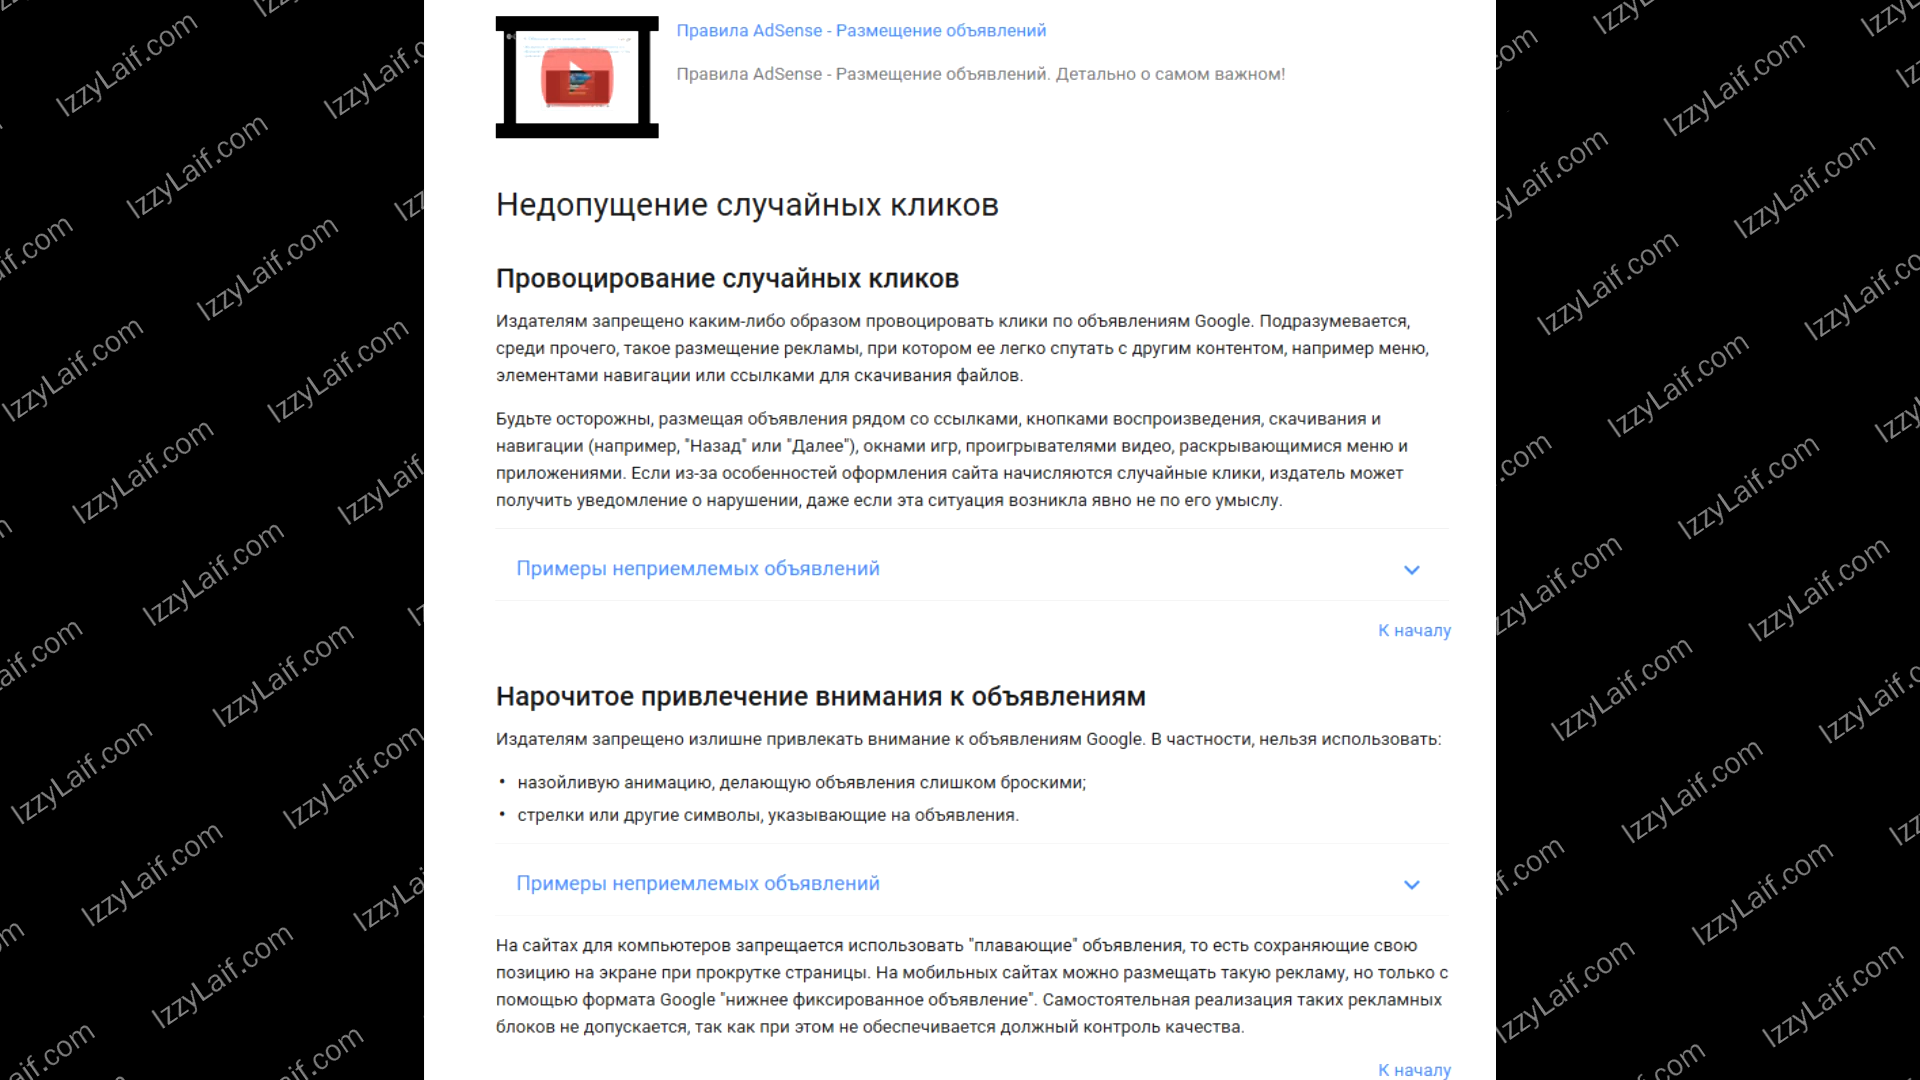 Правила AdSense - Размещение объявлений
Правила AdSense - Размещение объявлений. Детально о самом важном!
Недопущение случайных кликов
Провоцирование случайных кликов
Издателям запрещено каким-либо образом провоцировать клики по объявлениям Google. Подразумевается,
среди прочего, такое размещение рекламы, при котором ее легко спутать с другим контентом, например меню,
элементами навигации или ссылками для скачивания файлов.
Будьте осторожны, размещая объявления рядом со ссылками, кнопками воспроизведения, скачивания и
навигации (например, "Назад" или "Далее"), окнами игр, проигрывателями видео, раскрывающимися меню и
приложениями. Если из-за особенностей оформления сайта начисляются случайные клики, издатель может
получить уведомление о нарушении, даже если эта ситуация возникла явно не по его умыслу.
Примеры неприемлемых объявлений
К началу
Нарочитое привлечение внимания к объявлениям
Издателям запрещено излишне привлекать внимание к объявлениям Google. В частности, нельзя использовать:
• назойливую анимацию, делающую объявления слишком броскими;
• стрелки или другие символы, указывающие на объявления.
Примеры неприемлемых объявлений
На сайтах для компьютеров запрещается использовать "плавающие" объявления, то есть сохраняющие свою
позицию на экране при прокрутке страницы. На мобильных сайтах можно размещать такую рекламу, но только с
помощью формата Google "нижнее фиксированное объявление". Самостоятельная реализация таких рекламных
блоков не допускается, так как при этом не обеспечивается должный контроль качества.
К началу
IzzyLaif.com